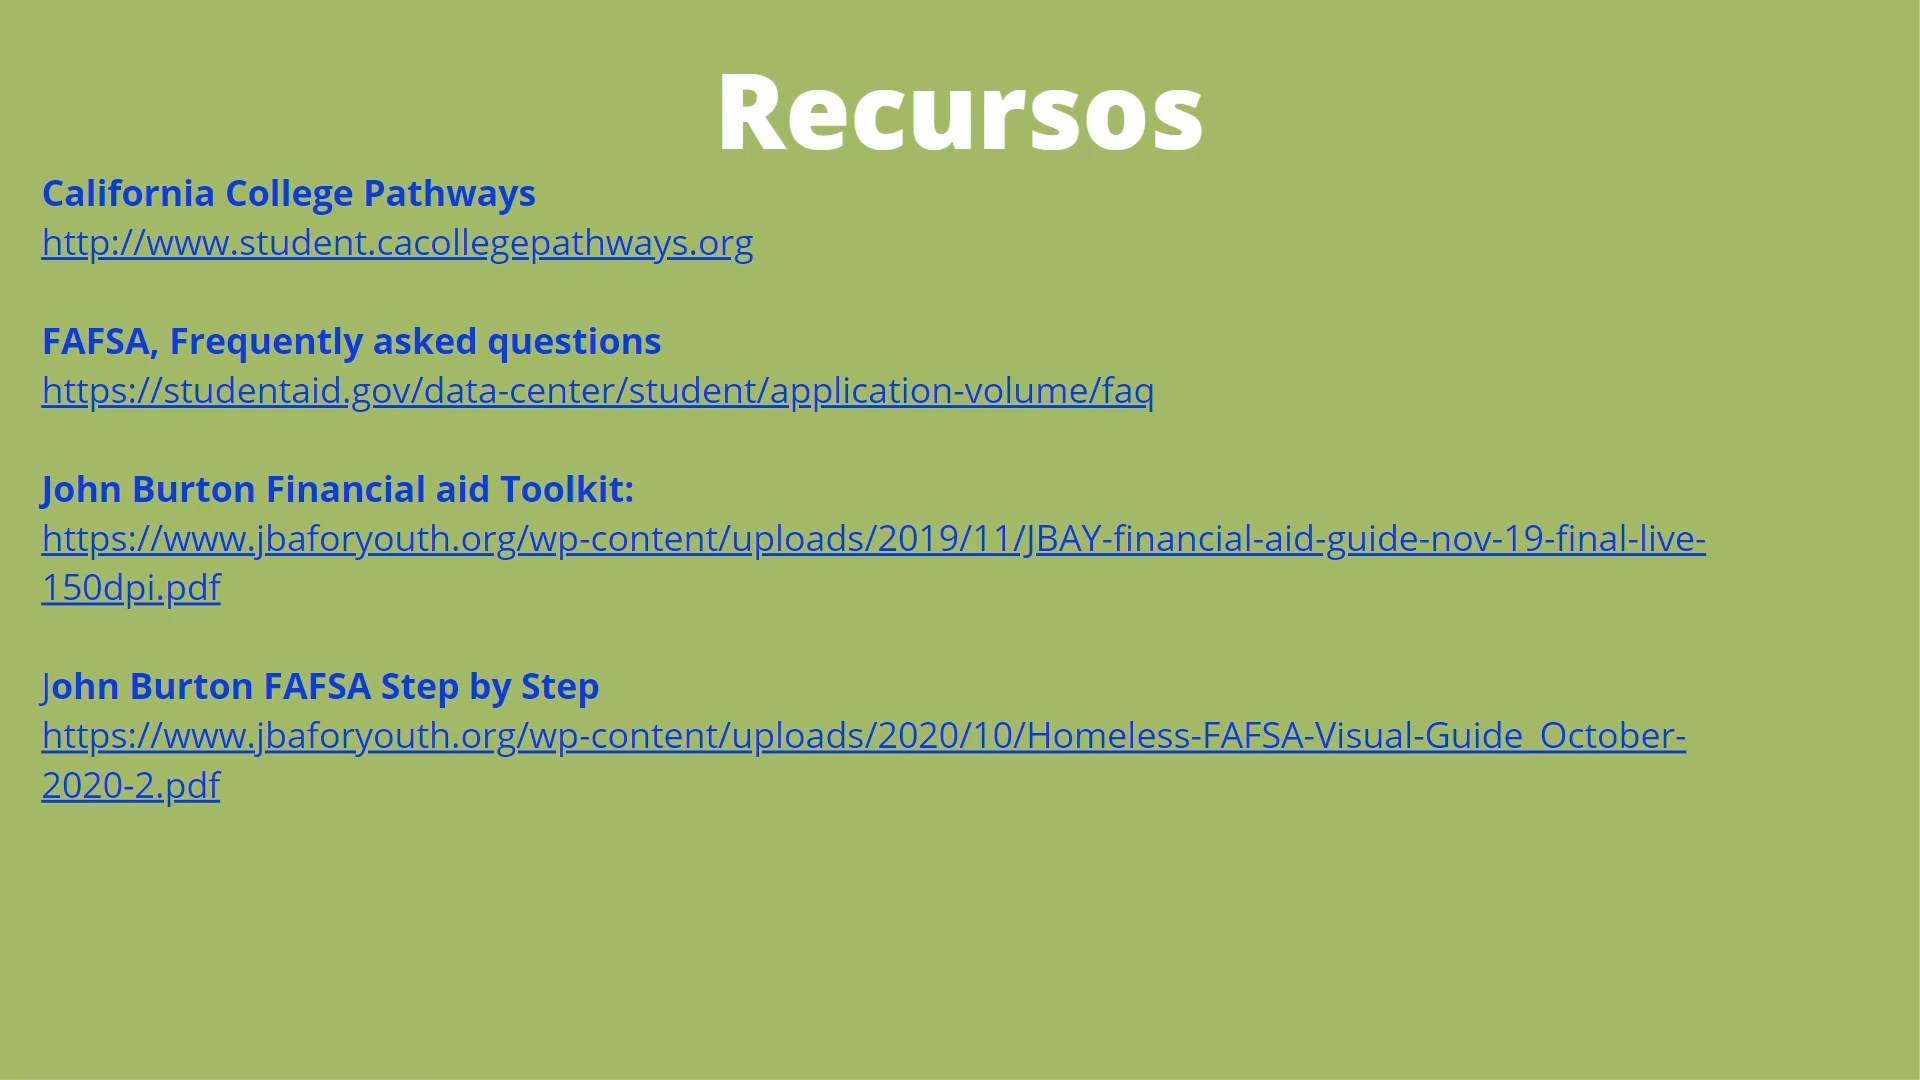 Recursos
California College Pathways
http://www.student.cacollegepathways.org
FAFSA, Frequently asked questions
https://studentaid.gov/data-center/student/application-volume/faq
John Burton Financial aid Toolkit:
https://www.jbaforyouth.org/wp-content/uploads/2019/11/JBAY-financial-aid-guide-nov-19-final-live-
150dpi.pdf
John Burton FAFSA Step by Step
https://www.jbaforyouth.org/wp-content/uploads/2020/10/Homeless-FAFSA-Visual-Guide_October-
2020-2.pdf